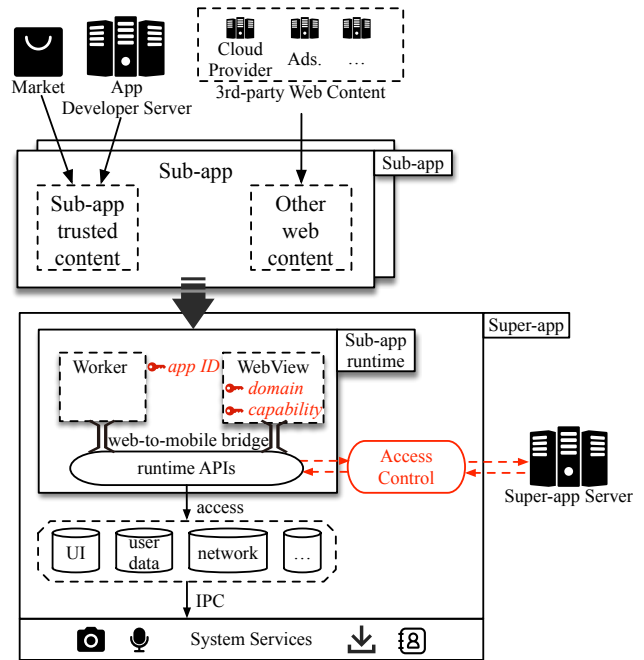 Market
App
Developer Server
Cloud
Provider
Ads.
...
3rd-party Web Content
Sub-app
Sub-app
Sub-app
trusted
content
Other
web
content
Super-app
Sub-app
runtime
Worker
app ID
WebView
domain
capability
web-to-mobile bridge
runtime APIs
Access
Control
Super-app Server
access
UI
user
data
network
...
IPC
System Services